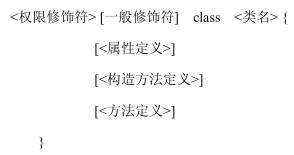 <权限修饰符> [一般修饰符] class <类名> {
[<属性定义>]
[<构造方法定义>]
[<方法定义>]
}